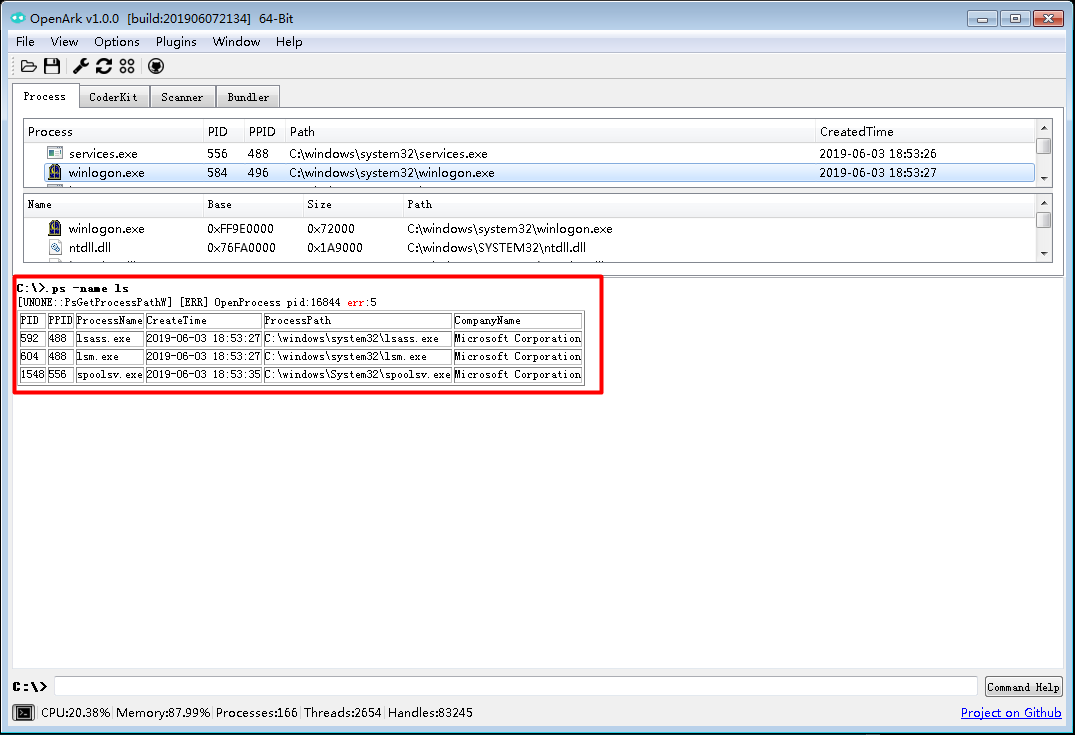 OpenArk v1.0.0 [build:201906072134] 64-Bit
File View Options Plugins Window Help
Process CoderKit Scanner Bundler
Process PID PPID Path CreatedTime
services.exe 556 488 C:\windows\system32\services.exe 2019-06-03 18:53:26
winlogon.exe 584 496 C:\windows\system32\winlogon.exe 2019-06-03 18:53:27
Name Base Size Path
winlogon.exe 0xFF9E0000 0x72000 C:\windows\system32\winlogon.exe
ntdll.dll 0x76FA0000 0x1A9000 C:\windows\SYSTEM32\ntdll.dll
C:\>.ps -name ls
[UNONE::PsGetProcessPathW] [ERR] OpenProcess pid:16844 err:5
PID PPID ProcessName CreateTime ProcessPath CompanyName
592 488 lsass.exe 2019-06-03 18:53:27 C:\windows\system32\lsass.exe Microsoft Corporation
604 488 lsm.exe 2019-06-03 18:53:27 C:\windows\system32\lsm.exe Microsoft Corporation
1548 556 spoolsv.exe 2019-06-03 18:53:35 C:\windows\System32\spoolsv.exe Microsoft Corporation
C:\> Command Help
CPU:20.38% Memory:87.99% Processes:166 Threads:2654 Handles:83245 Project on Github